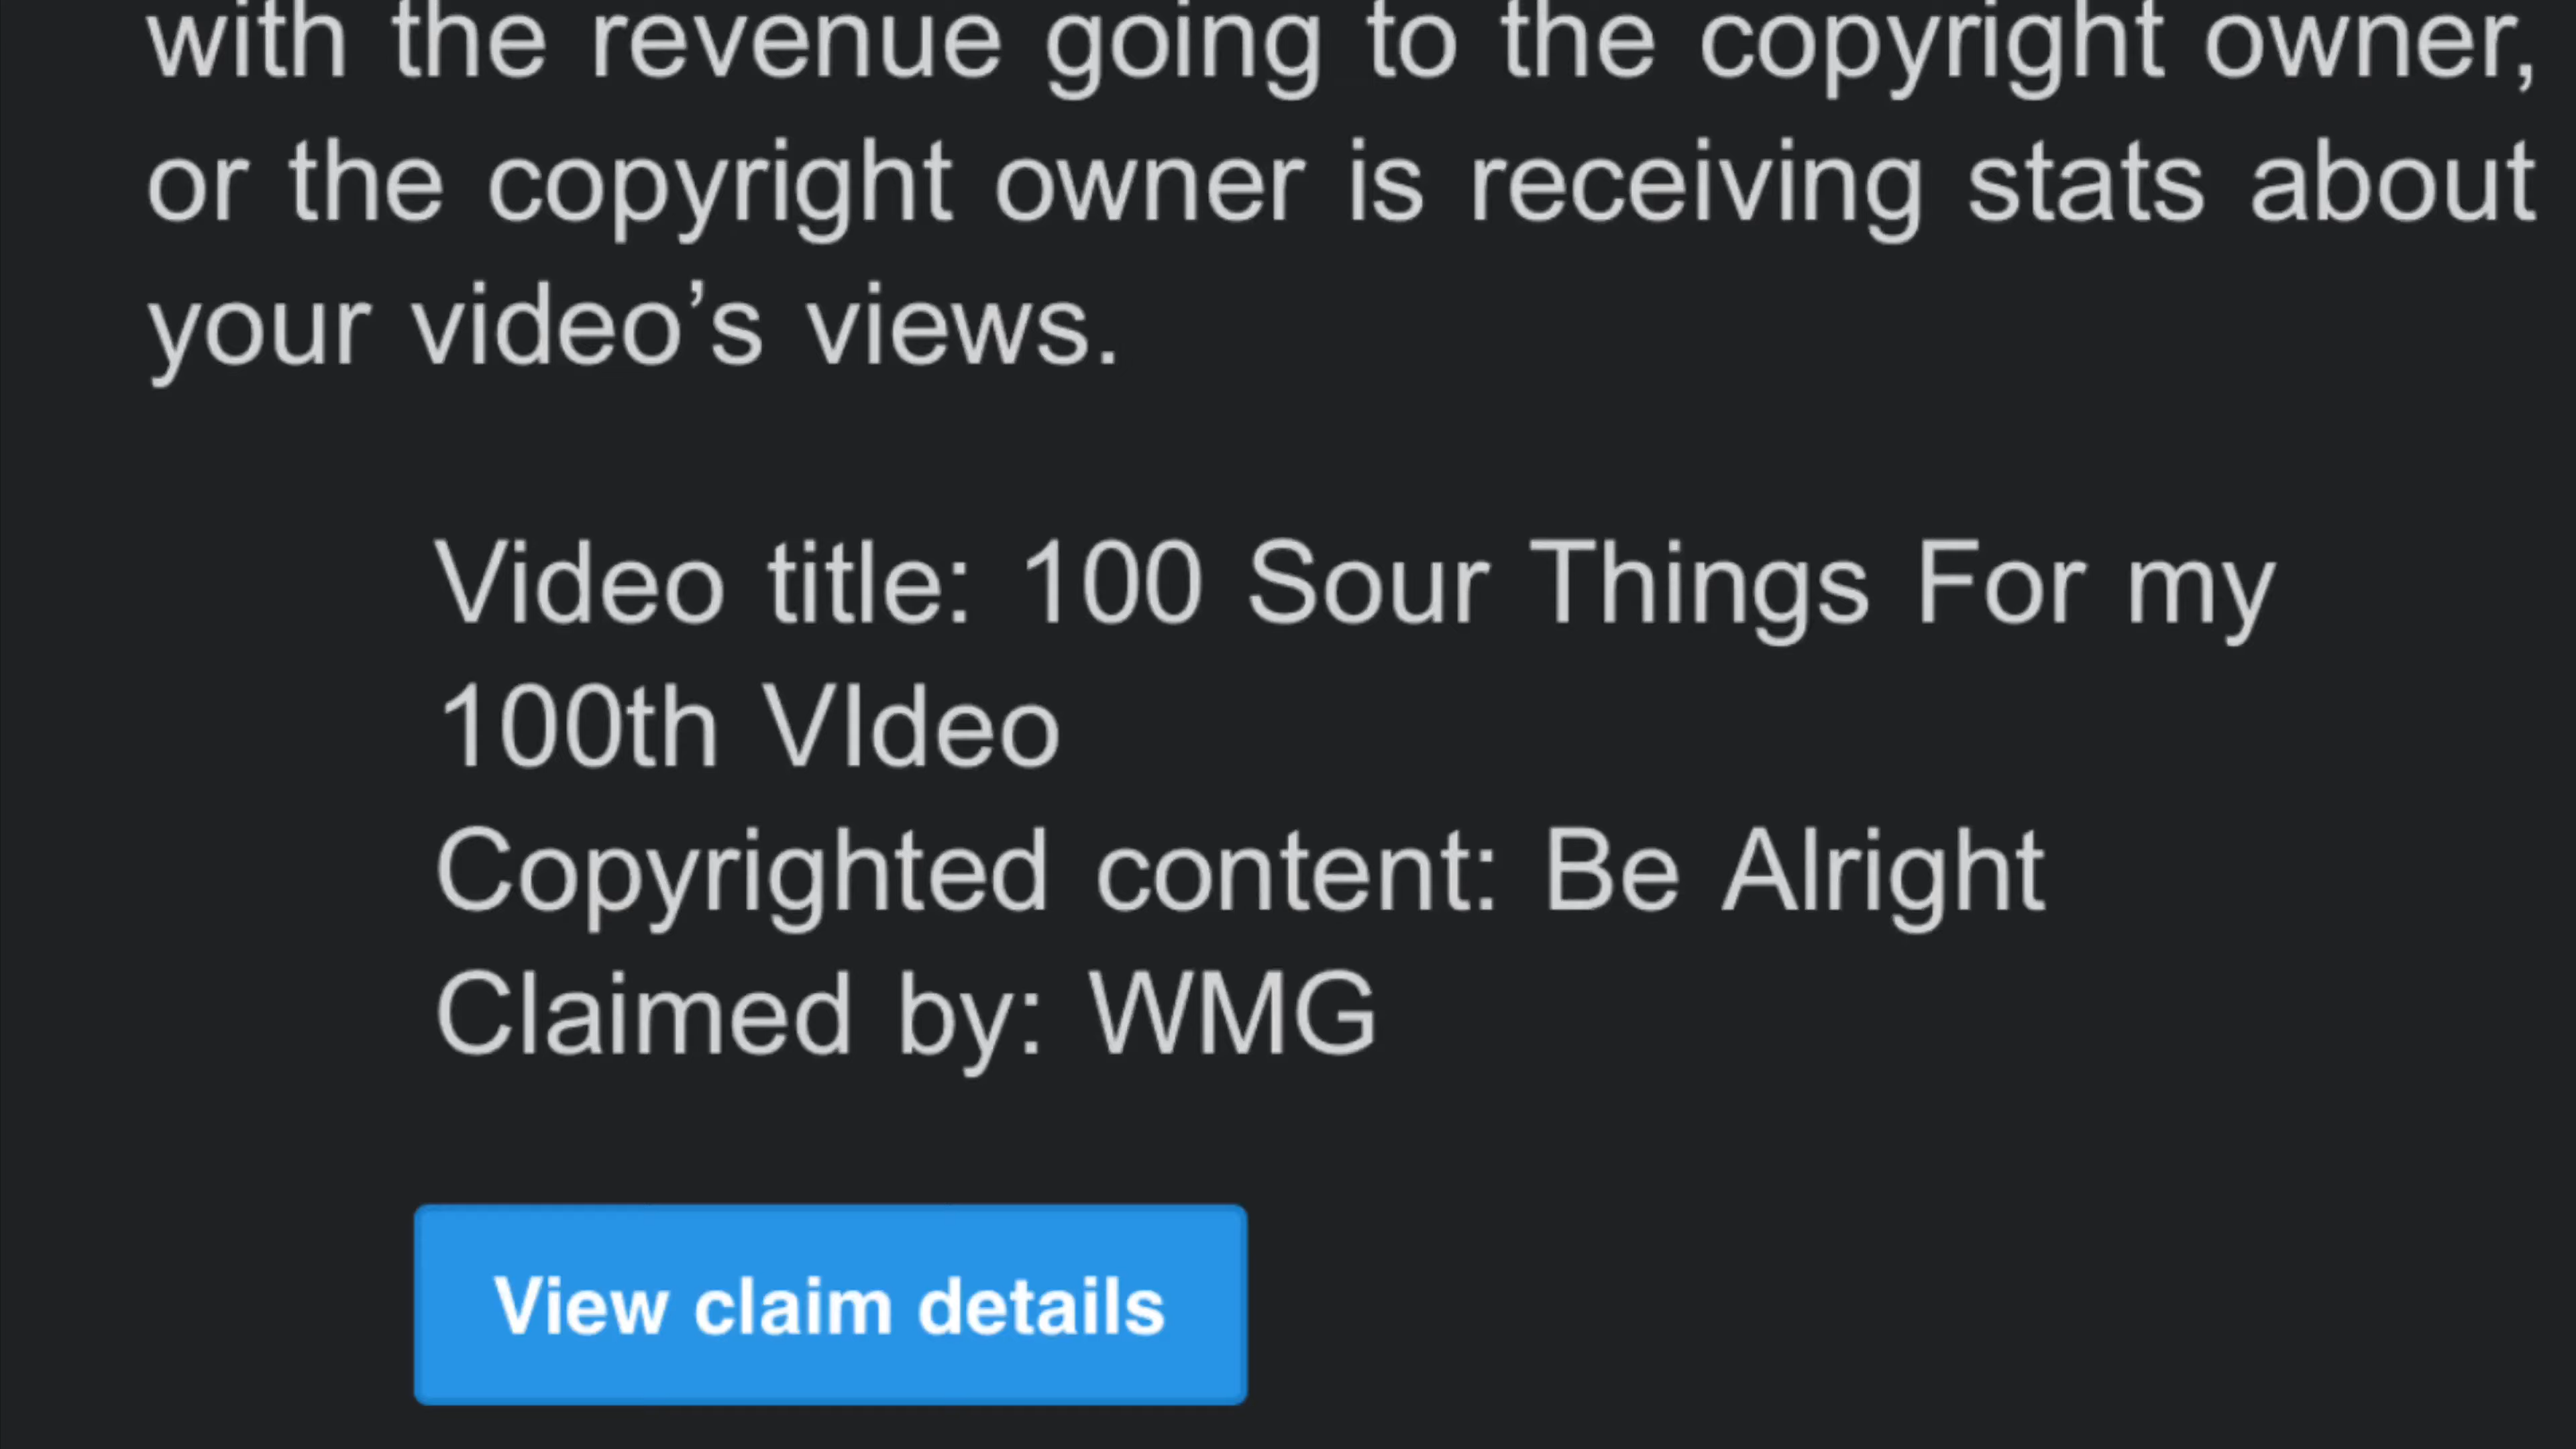 with the revenue going to the copyright owner,
or the copyright owner is receiving stats about
your video’s views.
Video title: 100 Sour Things For my
100th VIdeo
Copyrighted content: Be Alright
Claimed by: WMG
View claim details